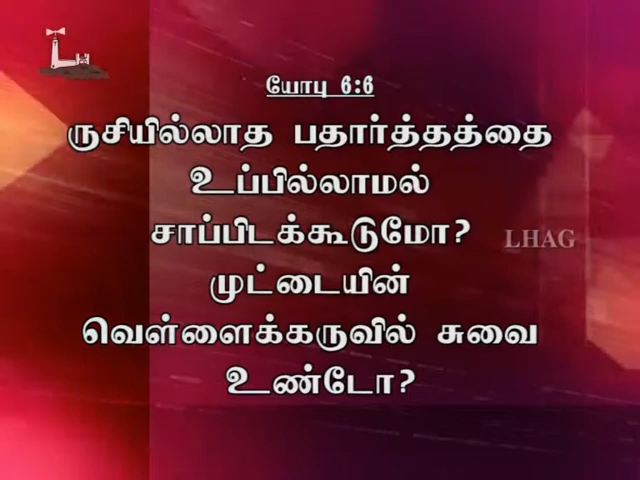 யோபு 6:6
ருசியில்லாத பதார்த்தத்தை
உப்பில்லாமல்
சாப்பிடக்கூடுமோ?
LHAG
முட்டையின்
வெள்ளைக்கருவில் சுவை
உண்டோ?